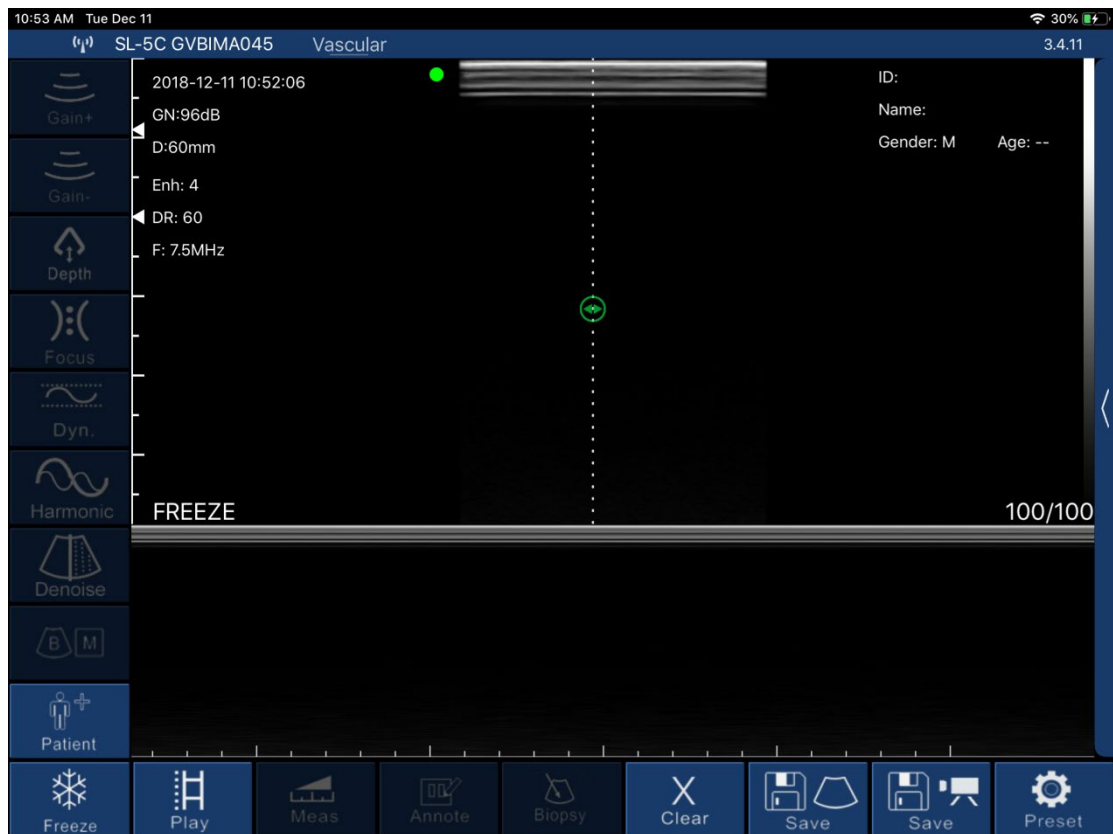 10:53 AM Tue Dec 11 30%
SL-5C GVBIMA045 Vascular 3.4.11
Gain+
Gain-
Depth
Focus
Dyn.
Harmonic
Denoise
B M
Patient
2018-12-11 10:52:06
GN:96dB
D:60mm
Enh: 4
DR: 60
F: 7.5MHz
ID:
Name:
Gender: M Age: --
FREEZE 100/100
Freeze Play Meas Annote Biopsy Clear Save Save Preset